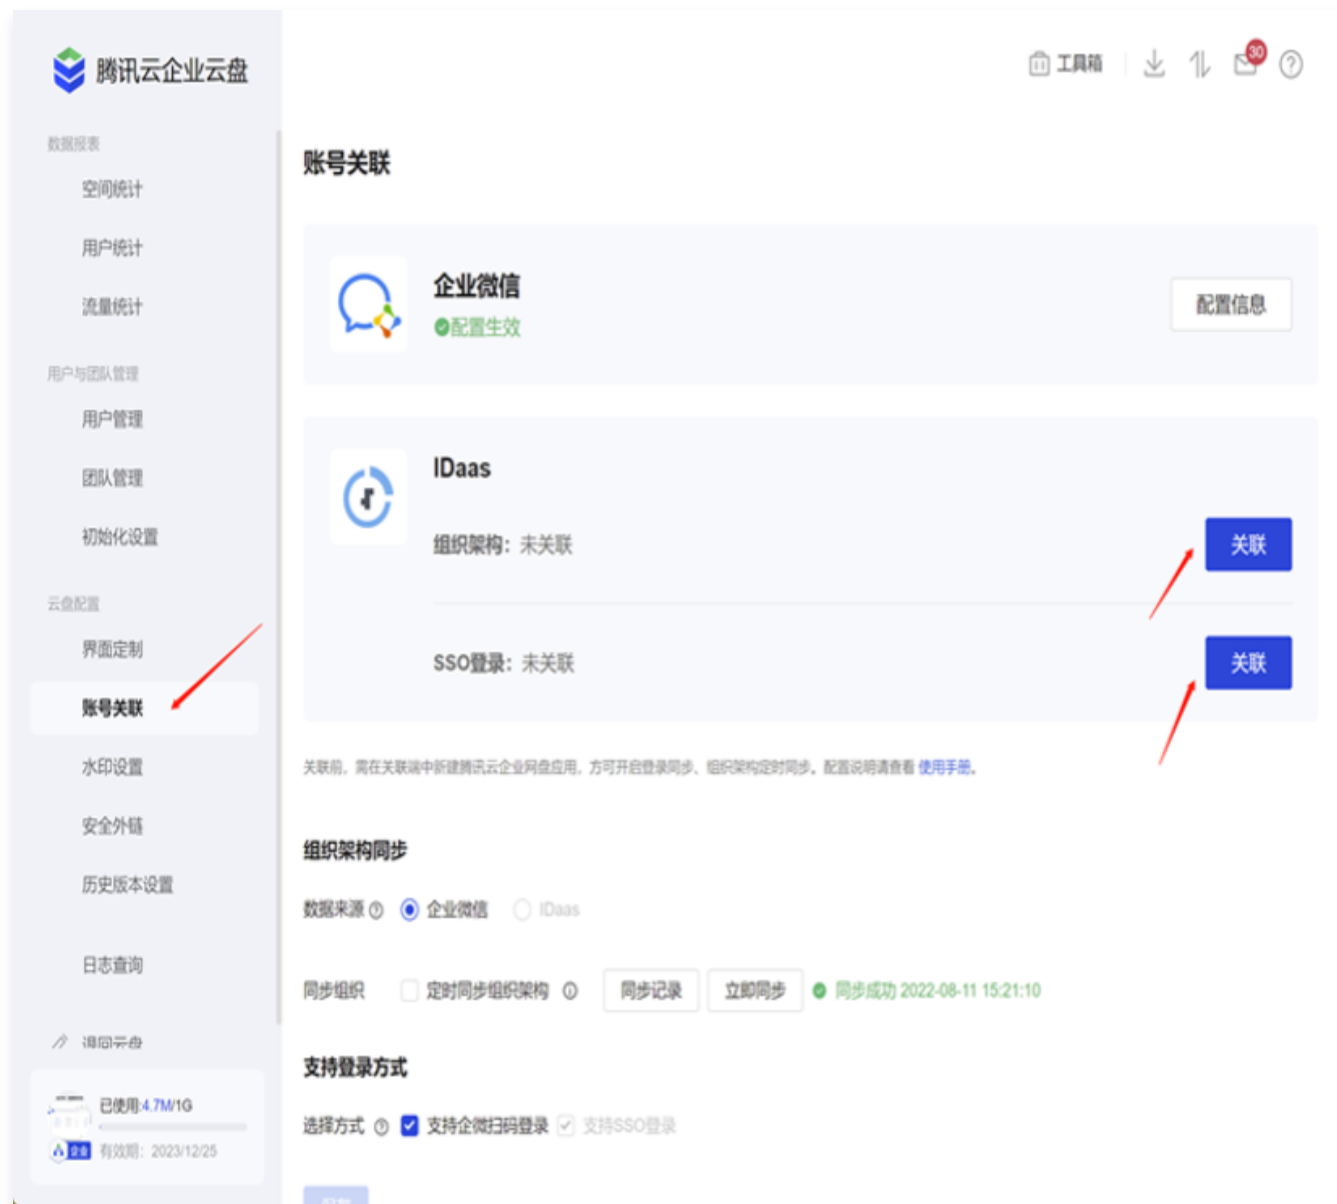 腾讯云企业云盘
工具箱
30
数据报表
空间统计
用户统计
流量统计
用户与团队管理
用户管理
团队管理
初始化设置
云盘配置
界面定制
账号关联
水印设置
安全外链
历史版本设置
日志查询
退回云盘
已使用:4.7M/1G
企业
有效期：2023/12/25
账号关联
企业微信
配置生效
配置信息
IDaas
组织架构：未关联
关联
SSO登录：未关联
关联
关联前，需在关联端中新建腾讯云企业网盘应用，方可开启登录同步、组织架构定时同步。配置说明请查看 使用手册。
组织架构同步
数据来源 企业微信 IDaas
同步组织 定时同步组织架构 同步记录 立即同步 同步成功 2022-08-11 15:21:10
支持登录方式
选择方式 支持企微扫码登录 支持SSO登录